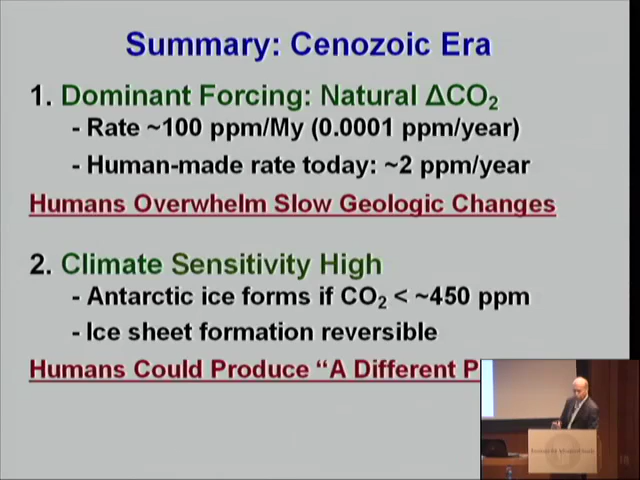 Summary: Cenozoic Era
1. Dominant Forcing: Natural ΔCO₂
- Rate ~100 ppm/My (0.0001 ppm/year)
- Human-made rate today: ~2 ppm/year
Humans Overwhelm Slow Geologic Changes
2. Climate Sensitivity High
- Antarctic ice forms if CO₂ < ~450 ppm
- Ice sheet formation reversible
Humans Could Produce “A Different P